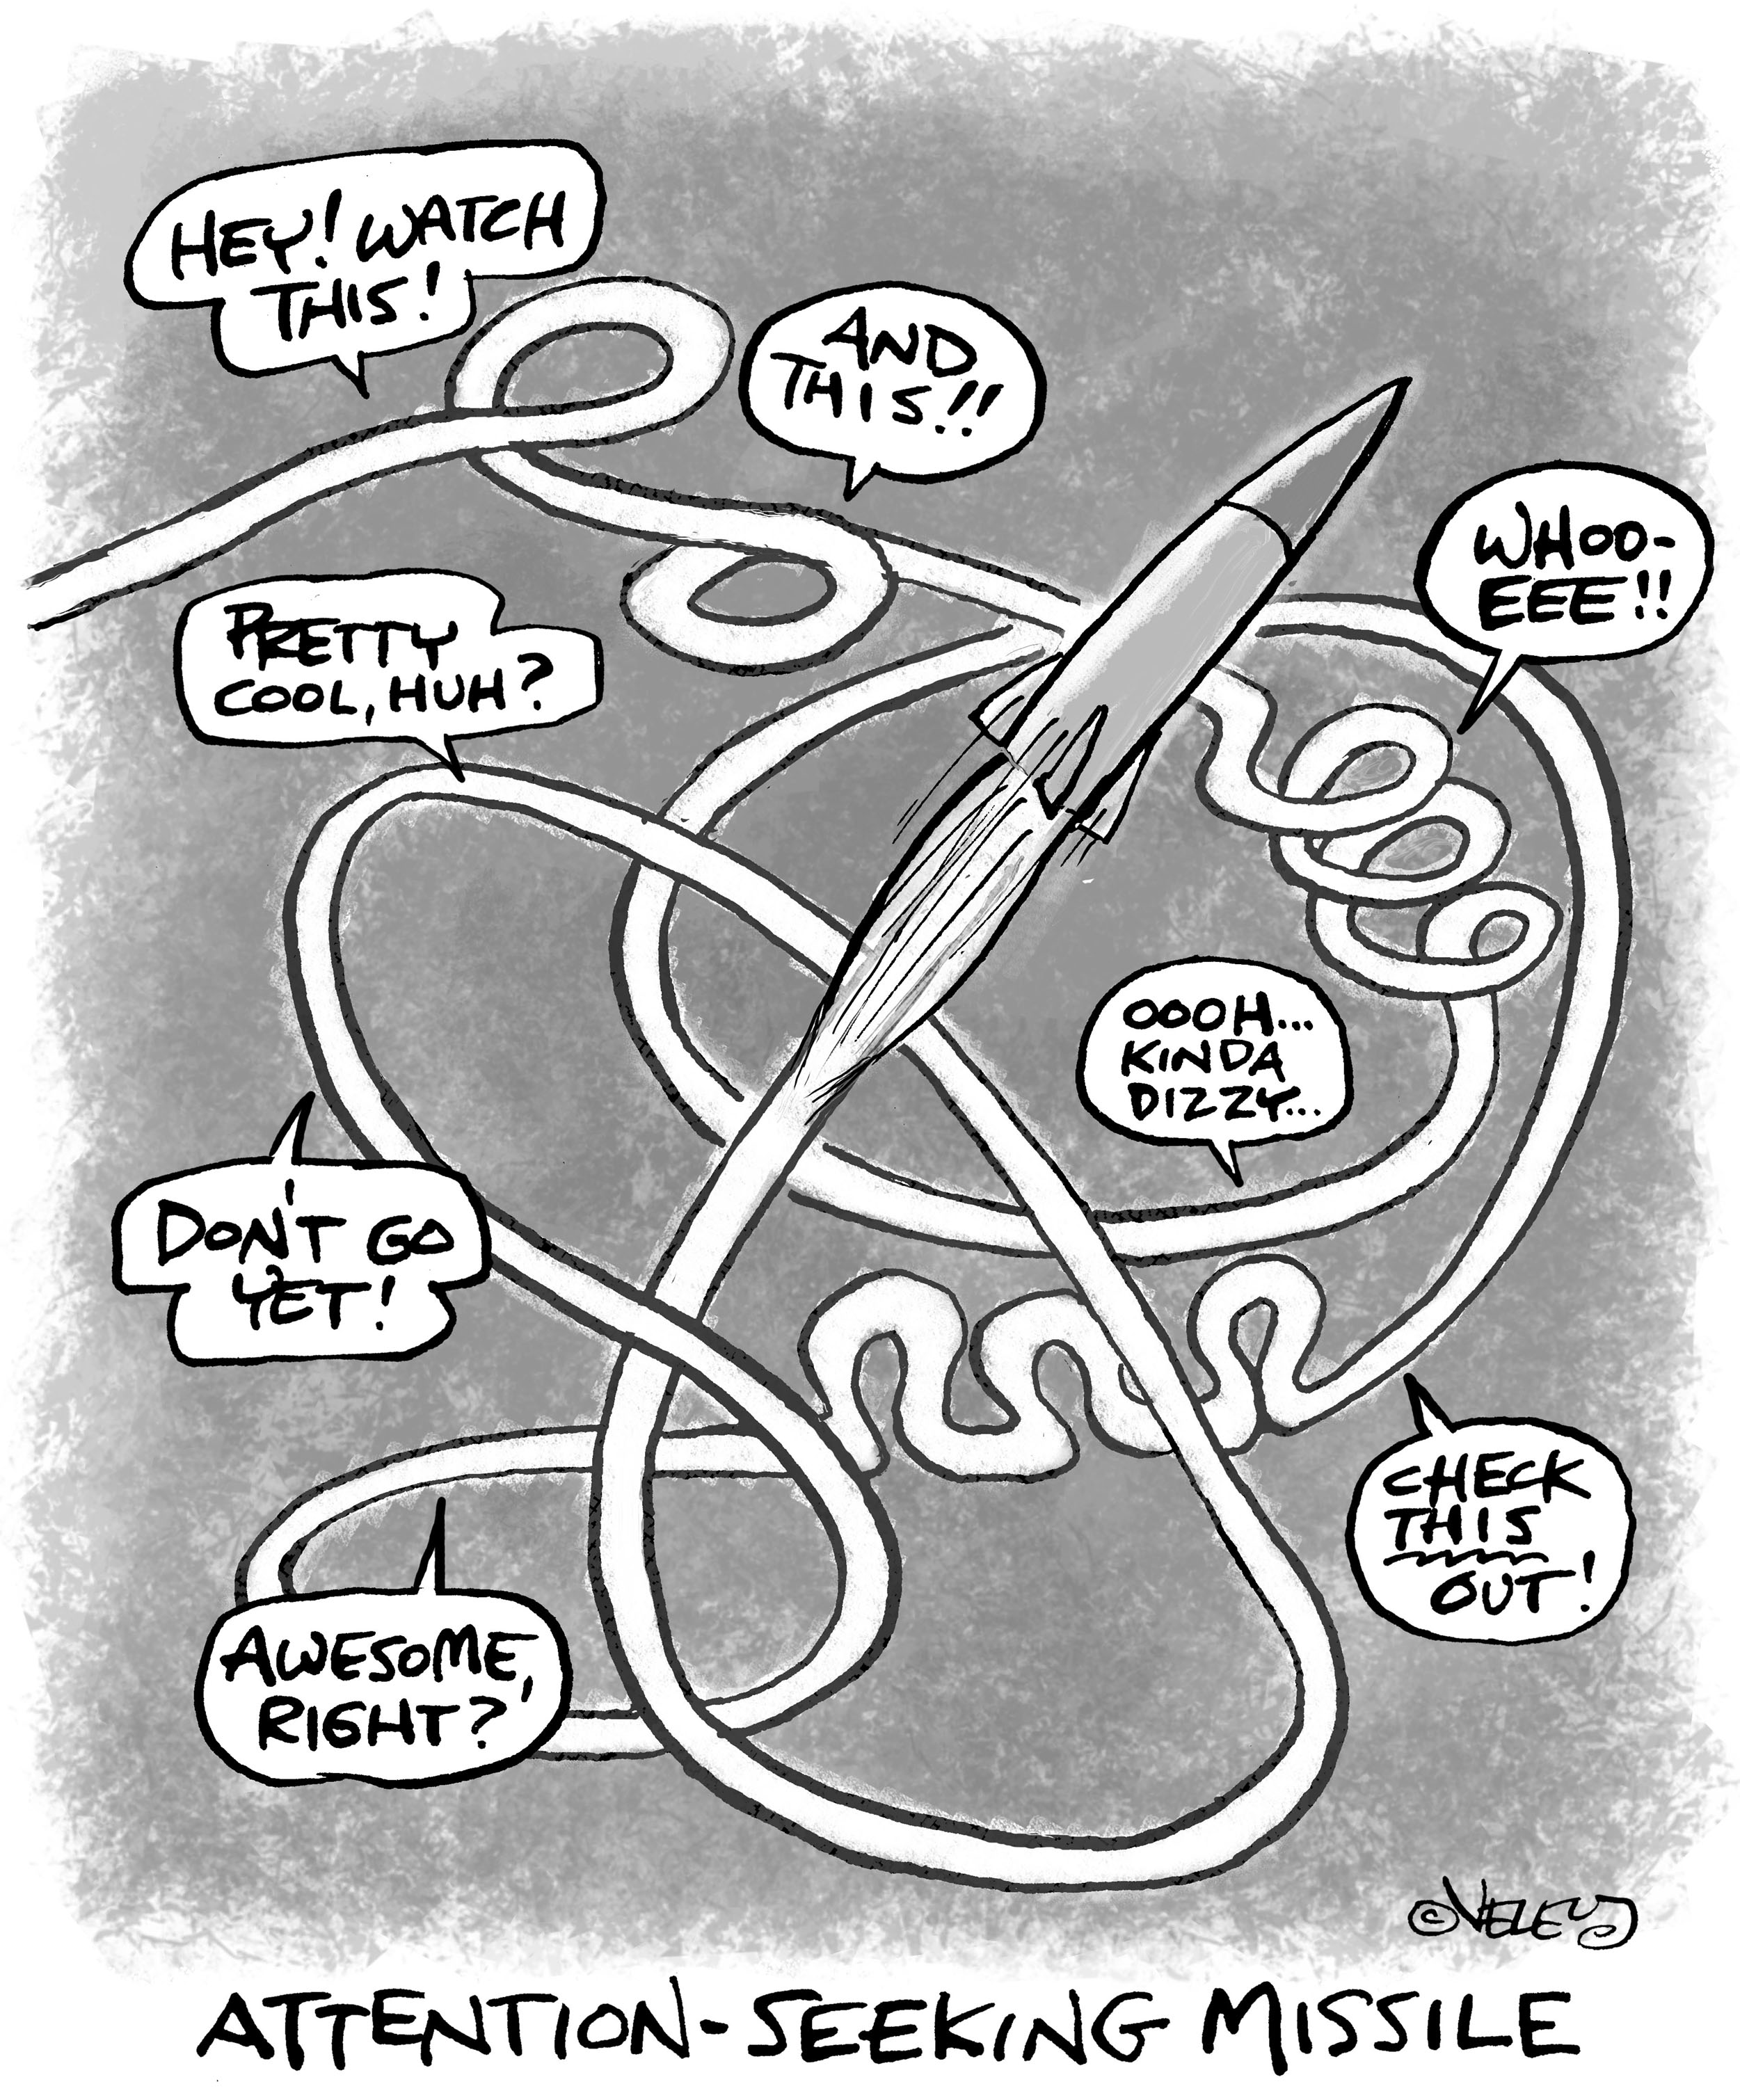 HEY! WATCH
THIS!
AND
THIS!!
WHOO-
EEE!!
PRETTY
COOL, HUH?
OOOH...
KINDA
DIZZY...
DON'T GO
YET!
CHECK
THIS
OUT!
AWESOME,
RIGHT?
©VELEY
ATTENTION-SEEKING MISSILE